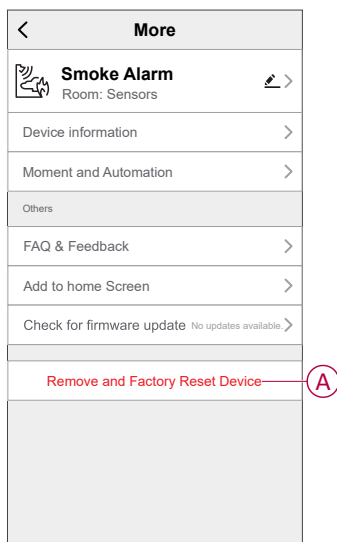 More
Smoke Alarm
Room: Sensors
Device information
Moment and Automation
Others
FAQ & Feedback
Add to home Screen
Check for firmware update No updates available.
Remove and Factory Reset Device
A